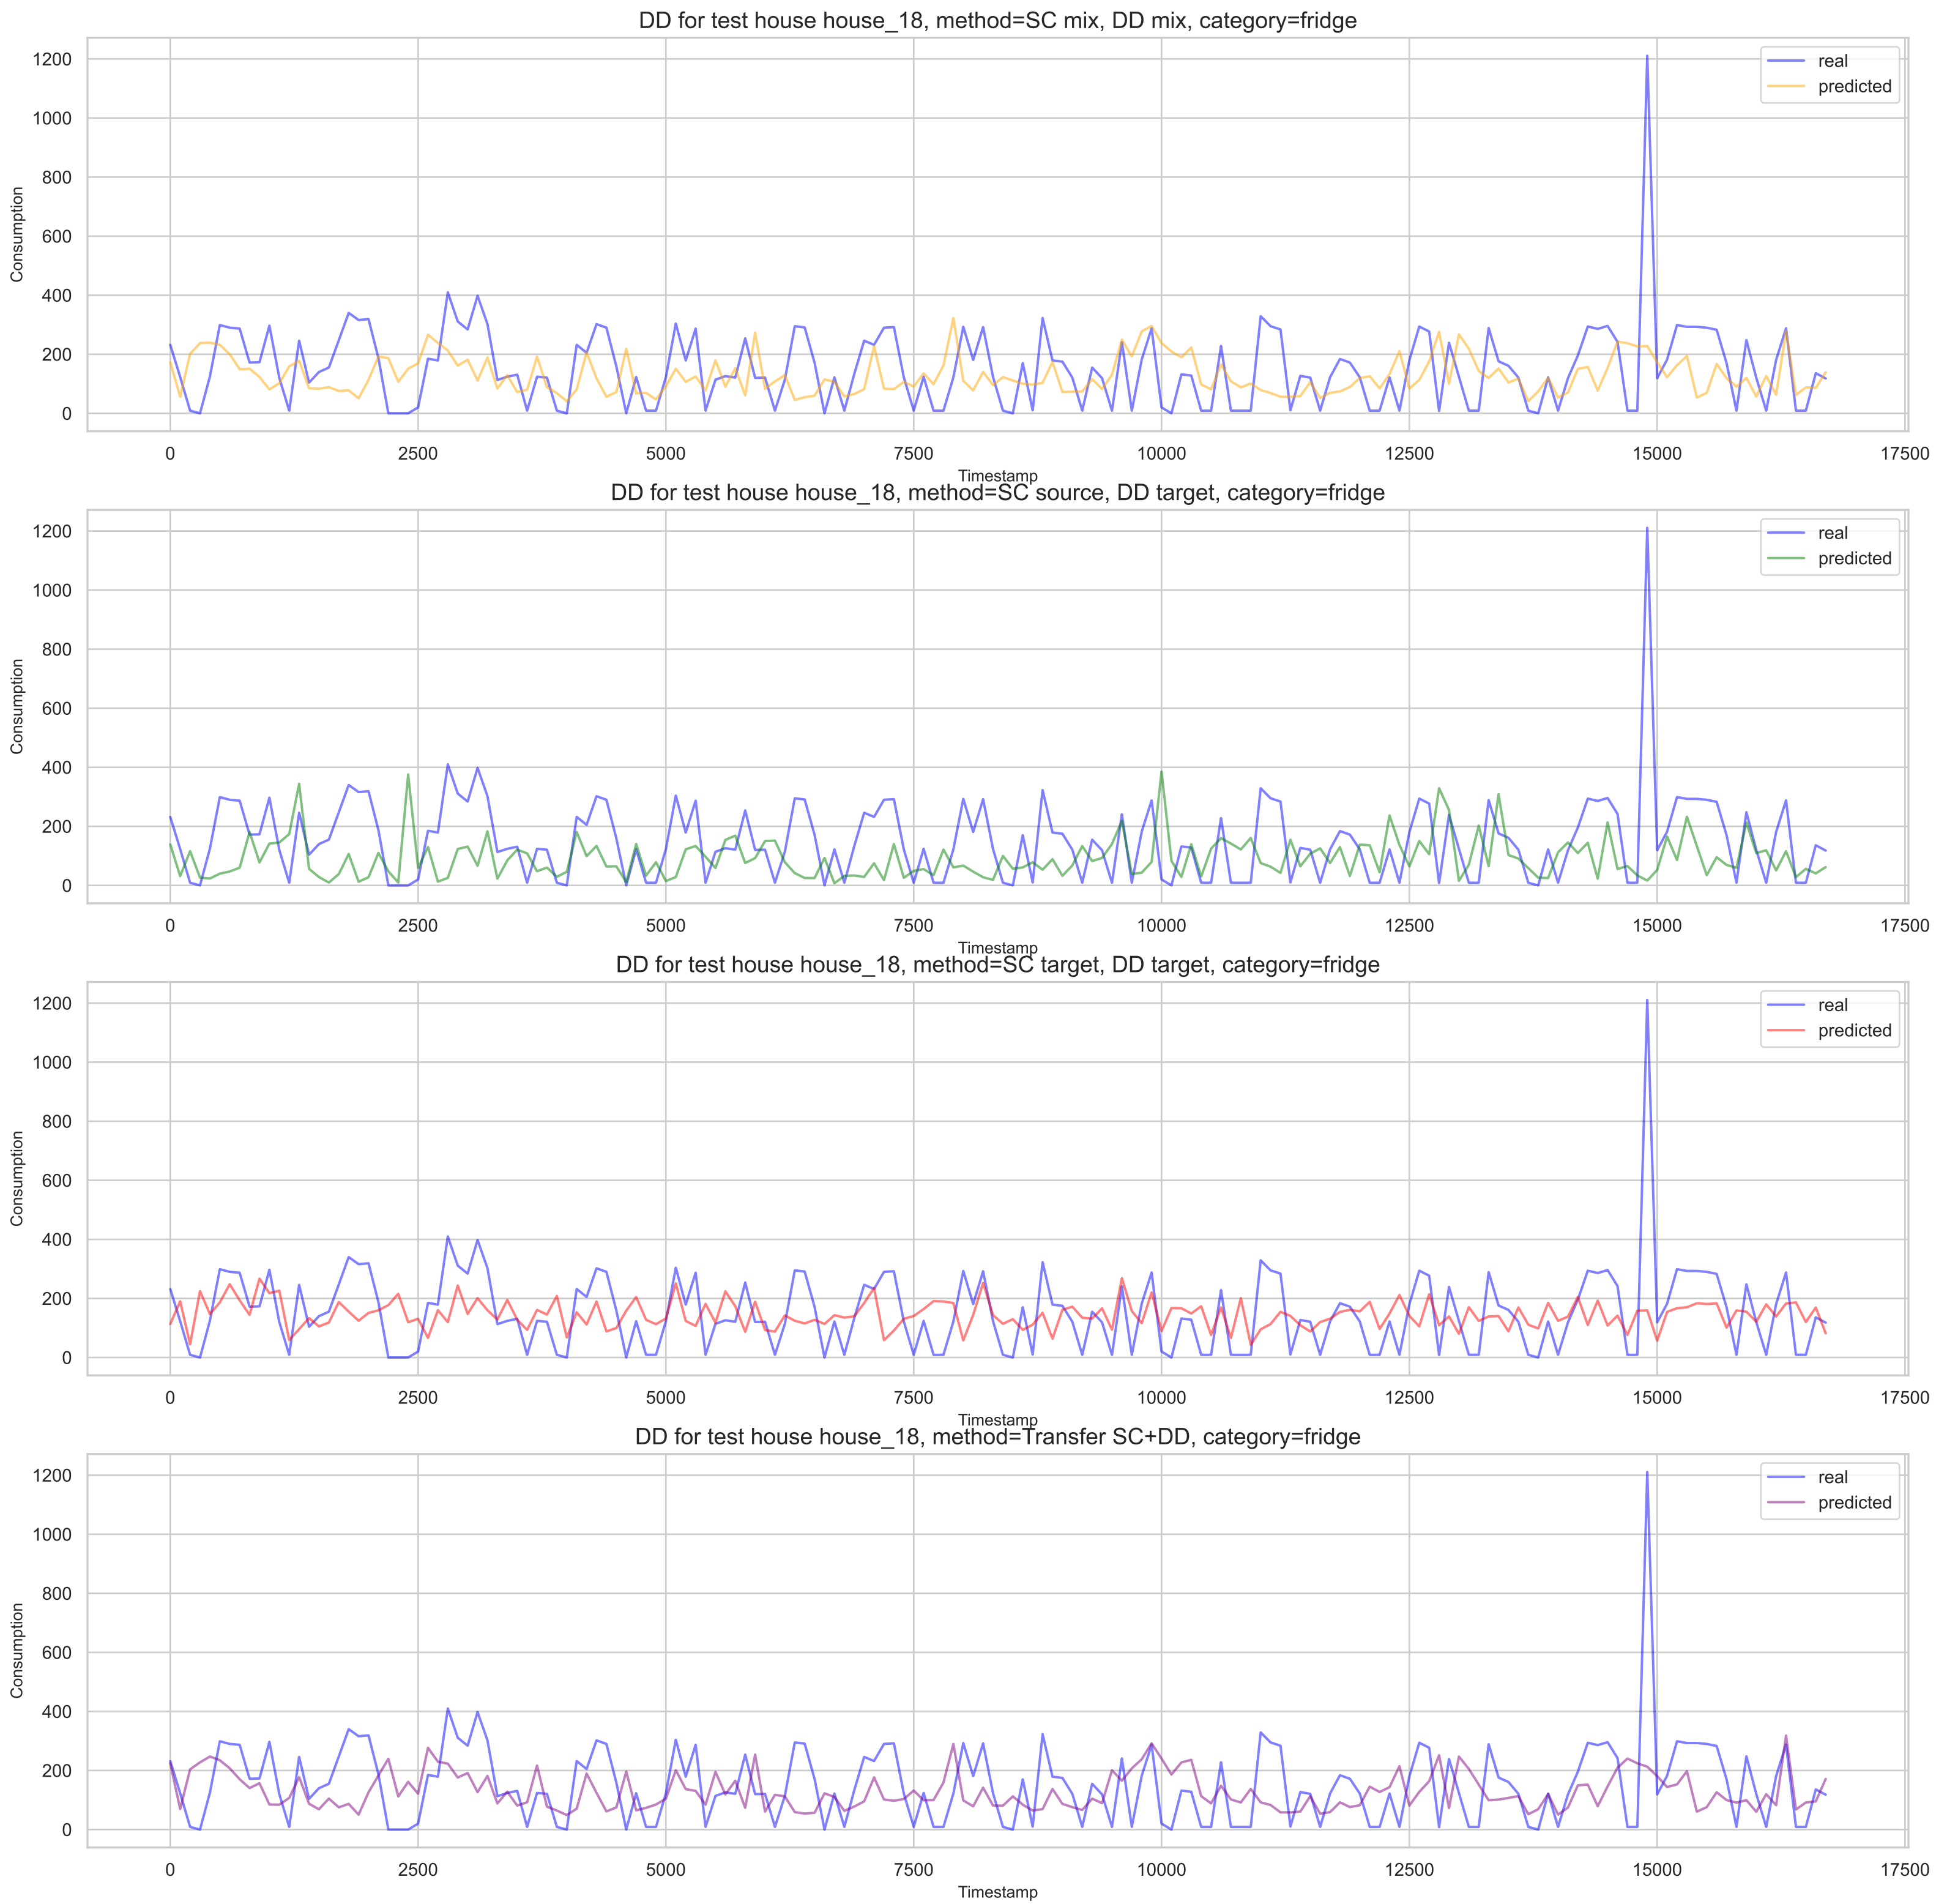 DD for test house house_18, method=SC mix, DD mix, category=fridge
real
predicted
1200
1000
800
600
400
200
0
Consumption
0 2500 5000 7500 10000 12500 15000 17500
Timestamp
DD for test house house_18, method=SC source, DD target, category=fridge
real
predicted
1200
1000
800
600
400
200
0
Consumption
0 2500 5000 7500 10000 12500 15000 17500
Timestamp
DD for test house house_18, method=SC target, DD target, category=fridge
real
predicted
1200
1000
800
600
400
200
0
Consumption
0 2500 5000 7500 10000 12500 15000 17500
Timestamp
DD for test house house_18, method=Transfer SC+DD, category=fridge
real
predicted
1200
1000
800
600
400
200
0
Consumption
0 2500 5000 7500 10000 12500 15000 17500
Timestamp